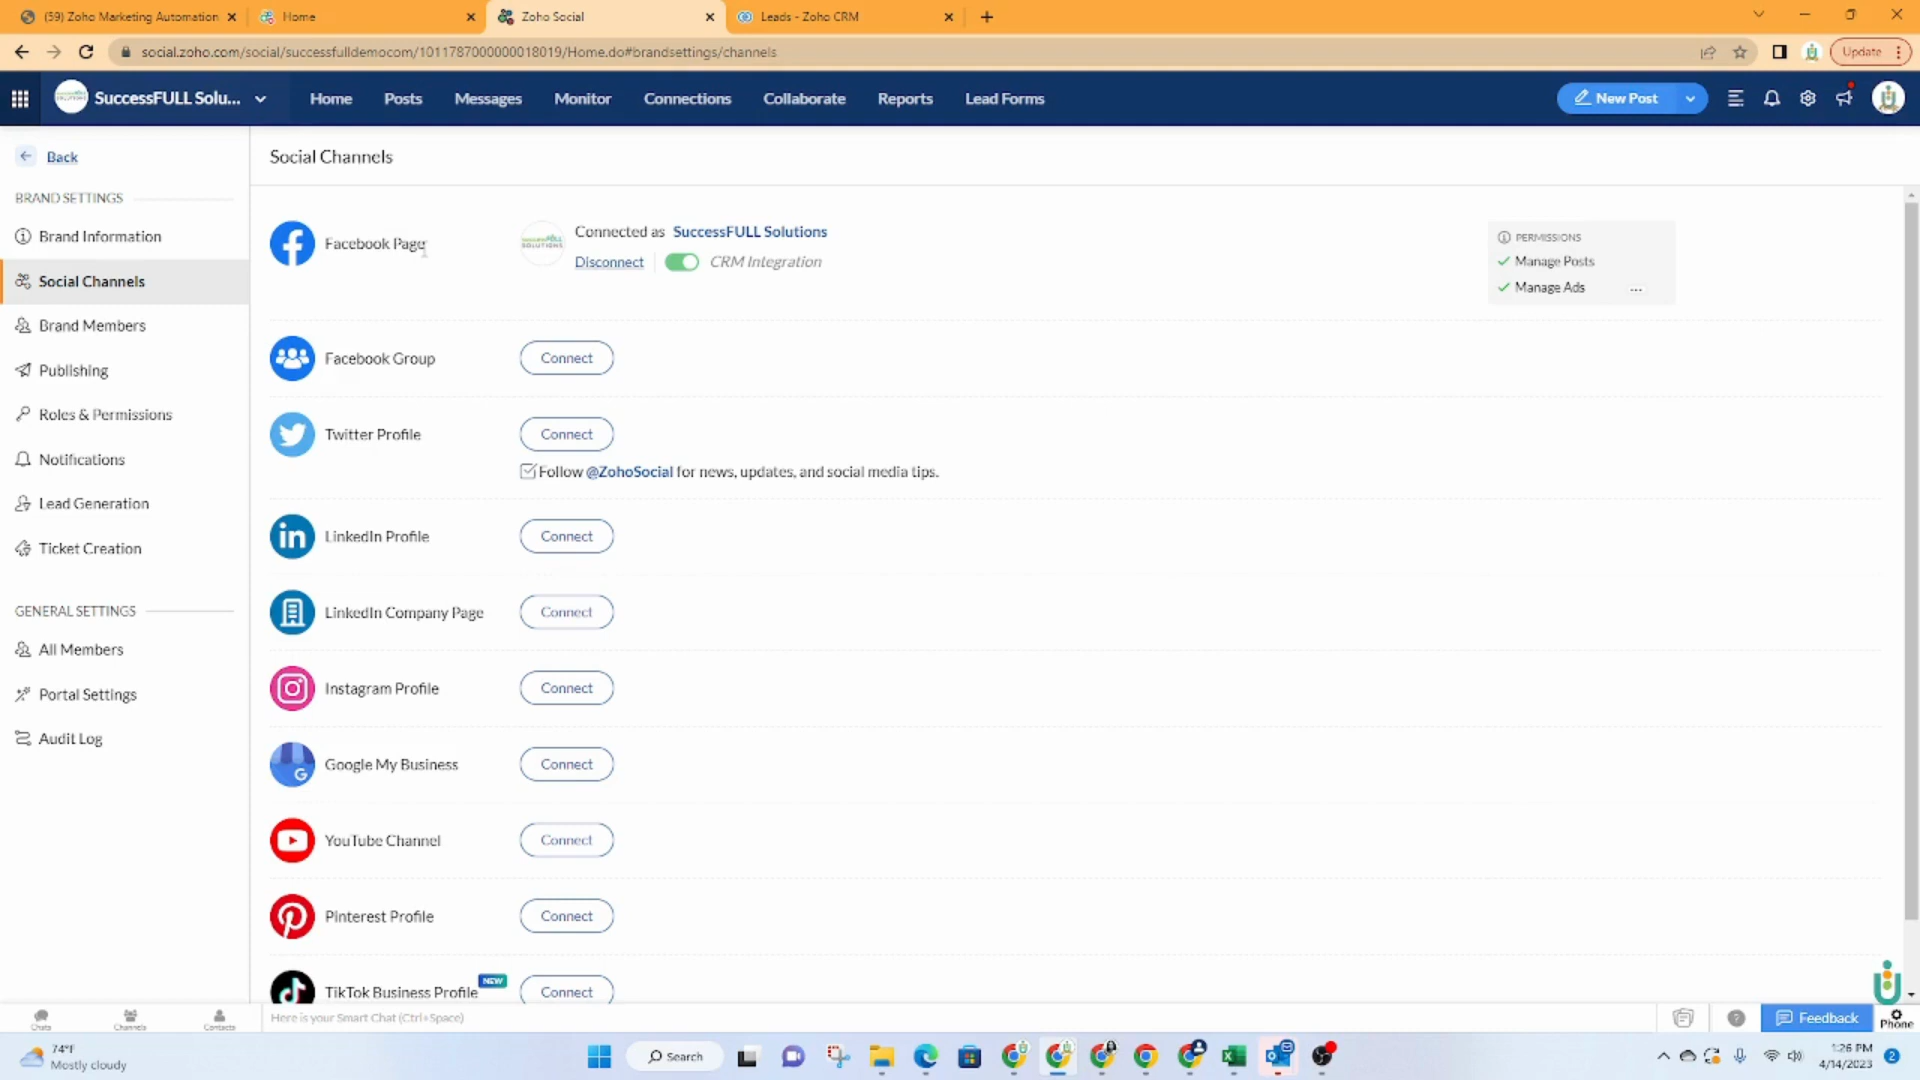 (59) Zoho Marketing Automation
Home
Zoho Social
Leads - Zoho CRM
social.zoho.com/social/successfulldemocom/1011787000000018019/Home.do#brandsettings/channels
Update
SuccessFULL Solu...
Home
Posts
Messages
Monitor
Connections
Collaborate
Reports
Lead Forms
New Post
Back
Social Channels
BRAND SETTINGS
Brand Information
Social Channels
Brand Members
Publishing
Roles & Permissions
Notifications
Lead Generation
Ticket Creation
GENERAL SETTINGS
All Members
Portal Settings
Audit Log
Facebook Page
Connected as SuccessFULL Solutions
Disconnect
CRM Integration
PERMISSIONS
Manage Posts
Manage Ads
...
Facebook Group
Connect
Twitter Profile
Connect
Follow @ZohoSocial for news, updates, and social media tips.
LinkedIn Profile
Connect
LinkedIn Company Page
Connect
Instagram Profile
Connect
Google My Business
Connect
YouTube Channel
Connect
Pinterest Profile
Connect
TikTok Business Profile
NEW
Connect
Chats
Channels
Contacts
Here is your Smart Chat (Ctrl+Space)
Feedback
Phone
74°F
Mostly cloudy
Search
1:26 PM
4/14/2023
2